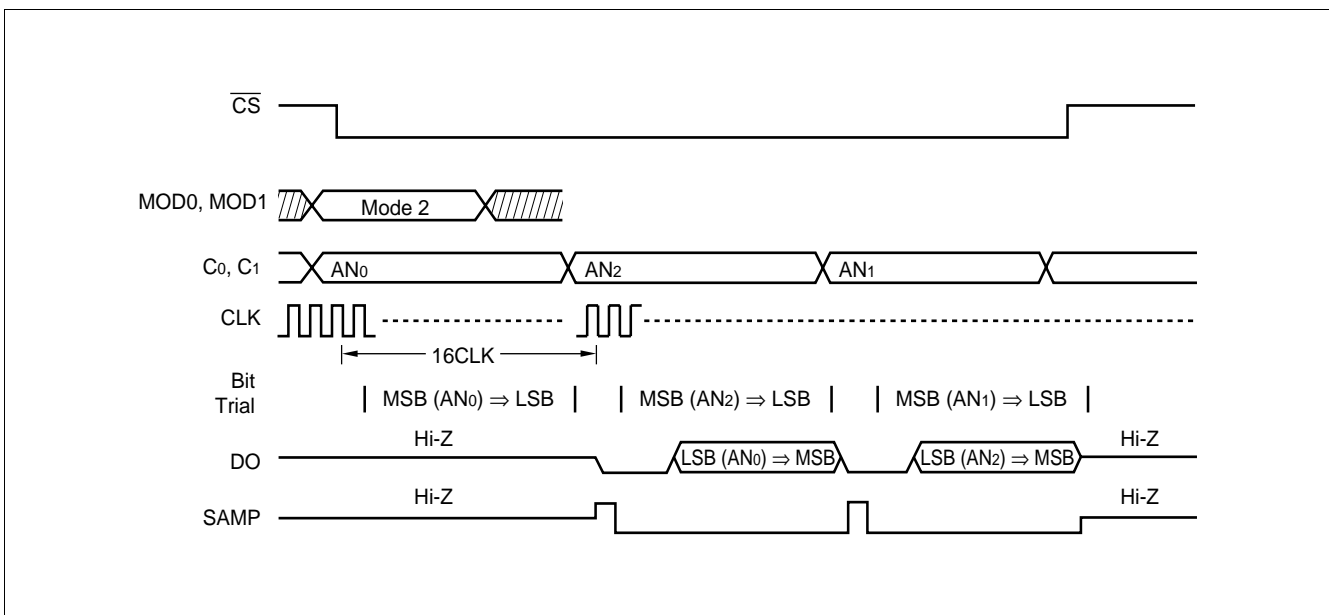 CS
MOD0, MOD1
Mode 2
C0, C1
AN0
AN2
AN1
CLK
16CLK
Bit
Trial
MSB (AN0) ⇒ LSB
MSB (AN2) ⇒ LSB
MSB (AN1) ⇒ LSB
DO
Hi-Z
LSB (AN0) ⇒ MSB
LSB (AN2) ⇒ MSB
Hi-Z
SAMP
Hi-Z
Hi-Z